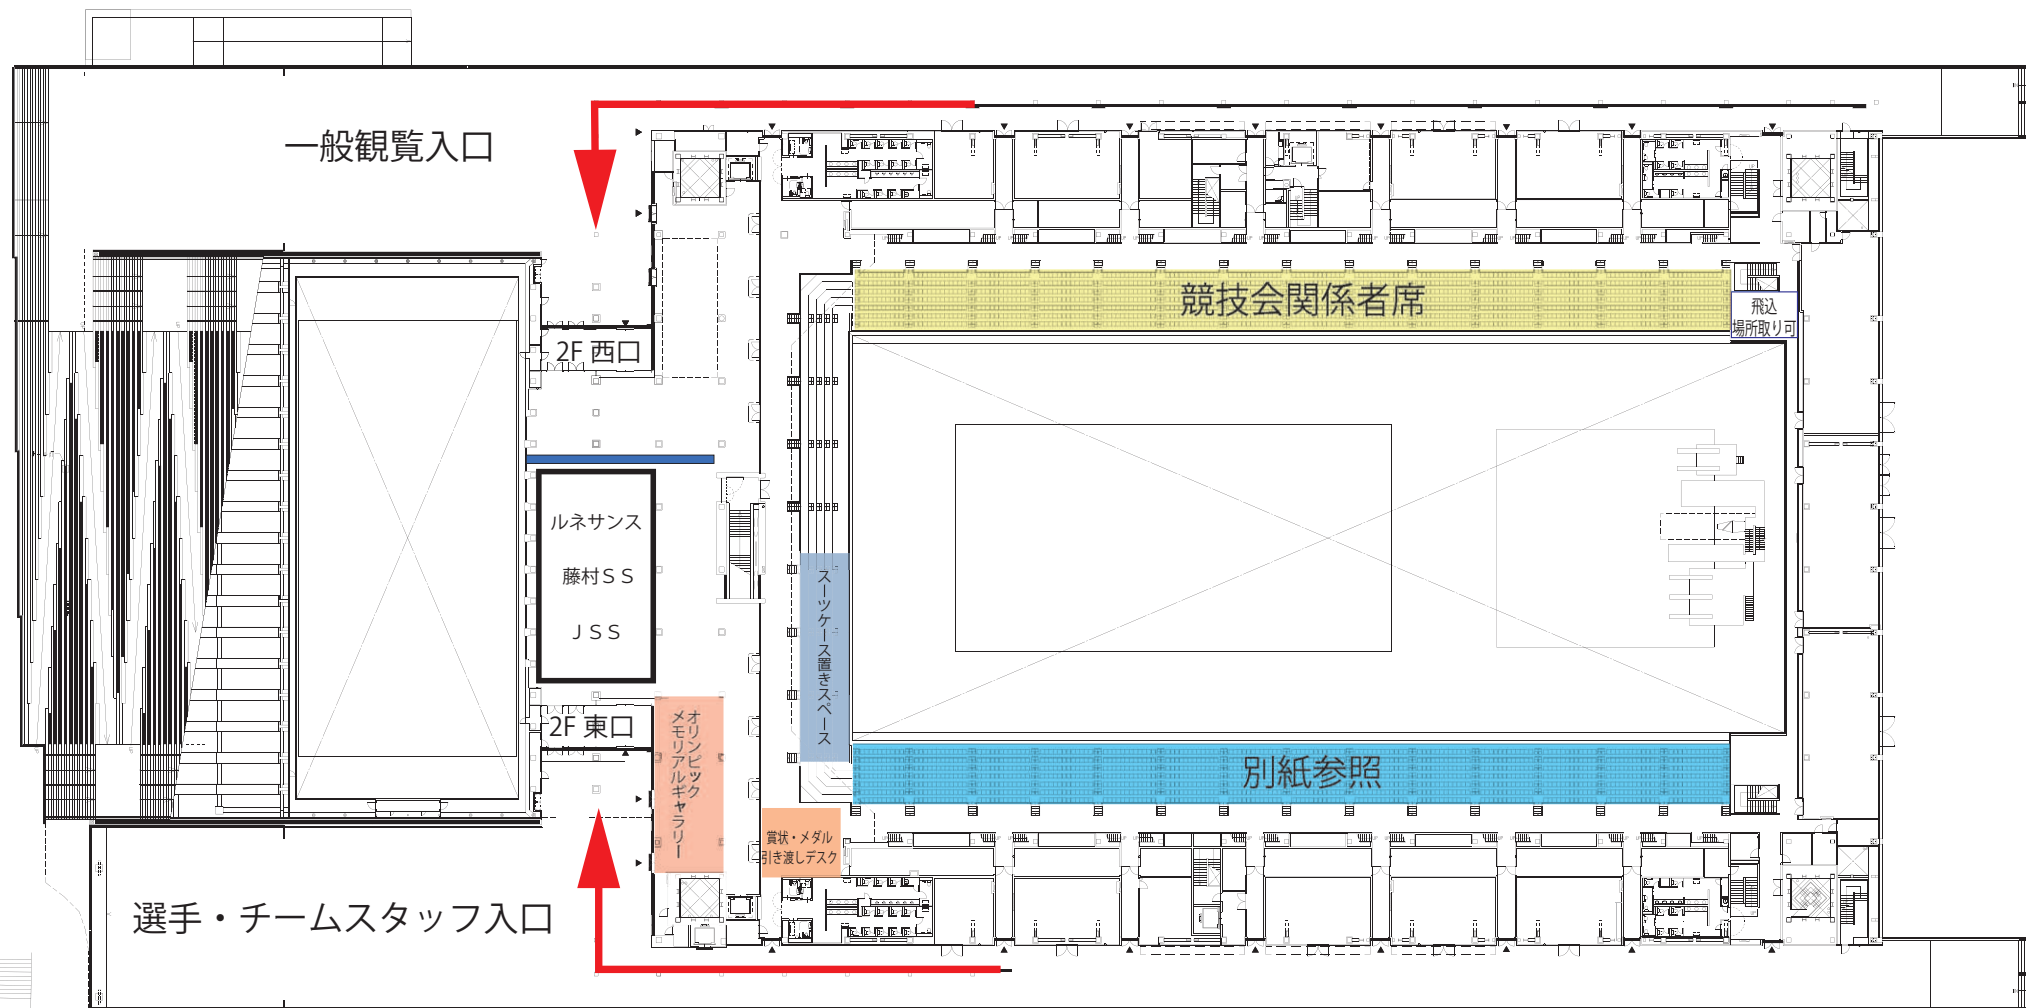 一般観覧入口
競技会関係者席
飛込
場所取り可
2F 西口
ルネサンス
藤村ＳＳ
ＪＳＳ
スーツケース置きスペース
2F 東口
オリンピック
メモリアルギャラリー
別紙参照
賞状・メダル
引き渡しデスク
選手・チームスタッフ入口